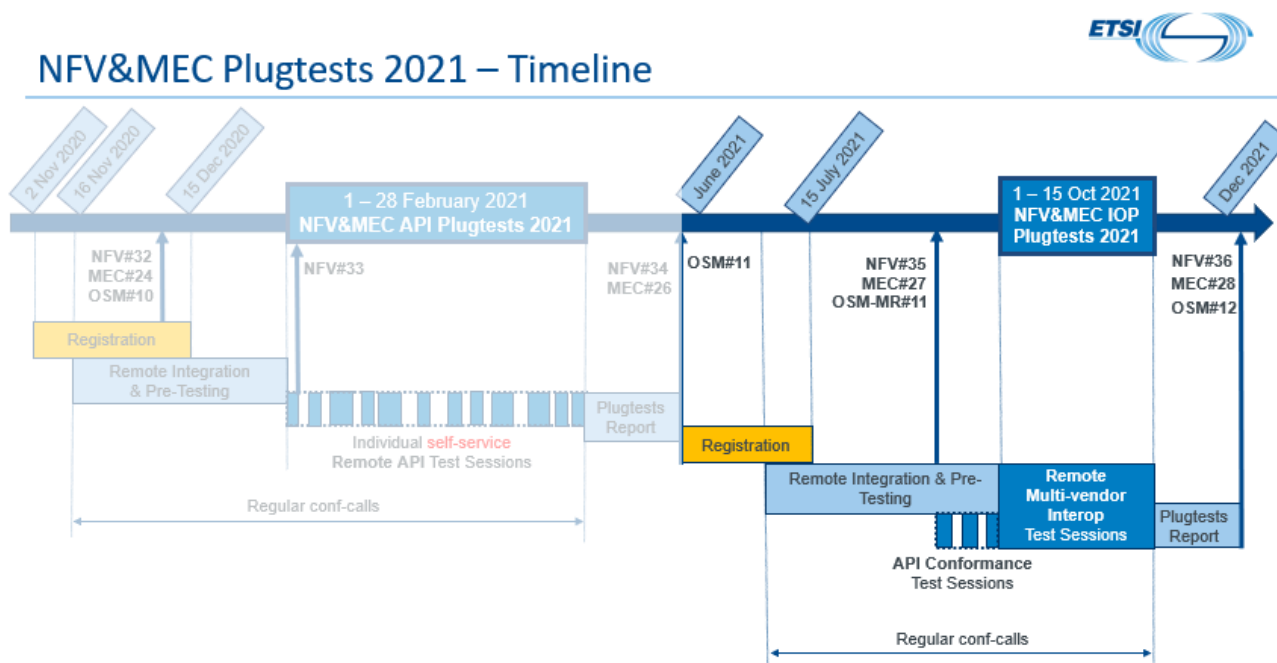 ETSI
NFV&MEC Plugtests 2021 – Timeline
2 Nov 2020
16 Nov 2020
15 Dec 2020
June 2021
15 July 2021
Dec 2021
1 – 28 February 2021
NFV&MEC API Plugtests 2021
1 – 15 Oct 2021
NFV&MEC IOP
Plugtests 2021
NFV#32
MEC#24
OSM#10
NFV#33
NFV#34
MEC#26
OSM#11
NFV#35
MEC#27
OSM-MR#11
NFV#36
MEC#28
OSM#12
Registration
Remote Integration
& Pre-Testing
Individual self-service
Remote API Test Sessions
Plugtests
Report
Regular conf-calls
Registration
Remote Integration & Pre-
Testing
Remote
Multi-vendor
Interop
Test Sessions
Plugtests
Report
API Conformance
Test Sessions
Regular conf-calls